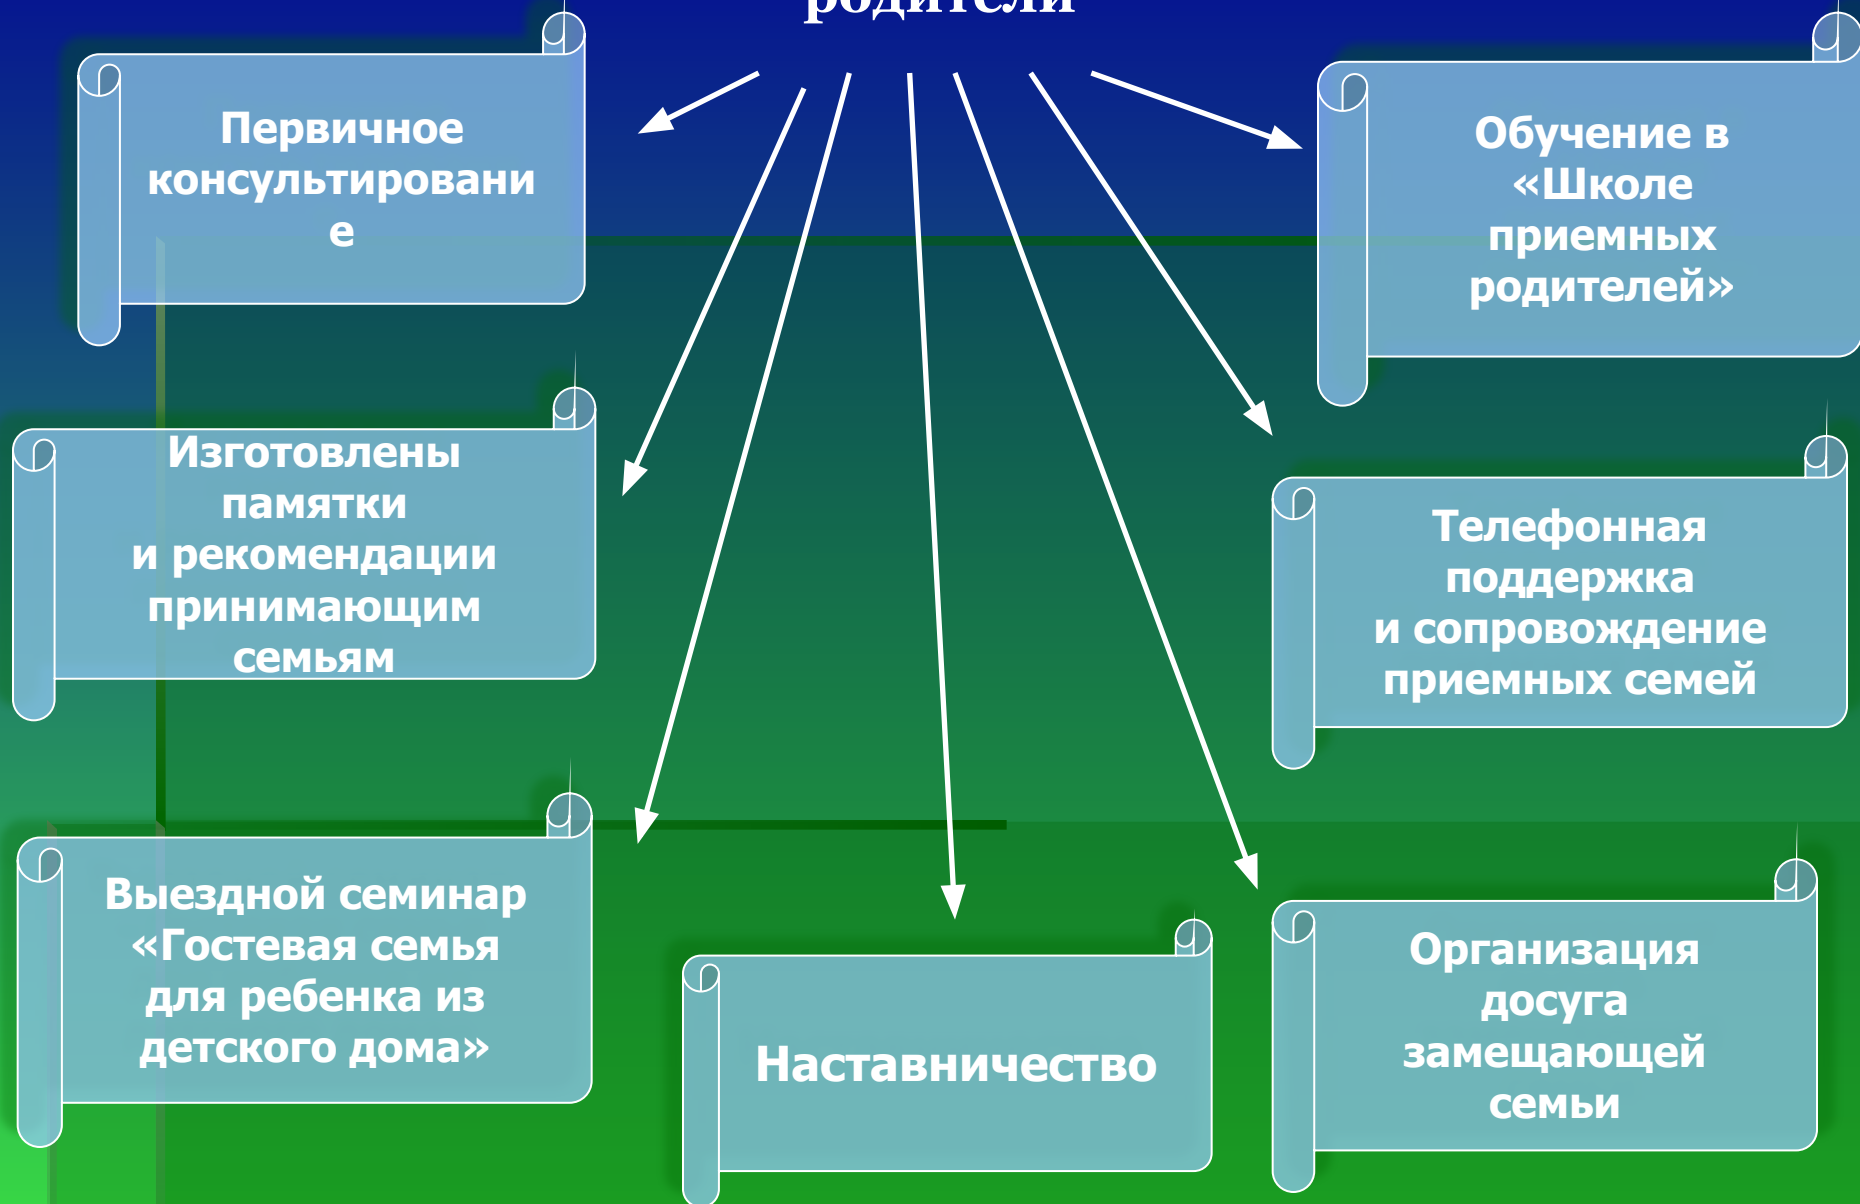 родители
Первичное
консультировани
е
Обучение в
«Школе
приемных
родителей»
Изготовлены
памятки
и рекомендации
принимающим
семьям
Телефонная
поддержка
и сопровождение
приемных семей
Выездной семинар
«Гостевая семья
для ребенка из
детского дома»
Наставничество
Организация
досуга
замещающей
семьи